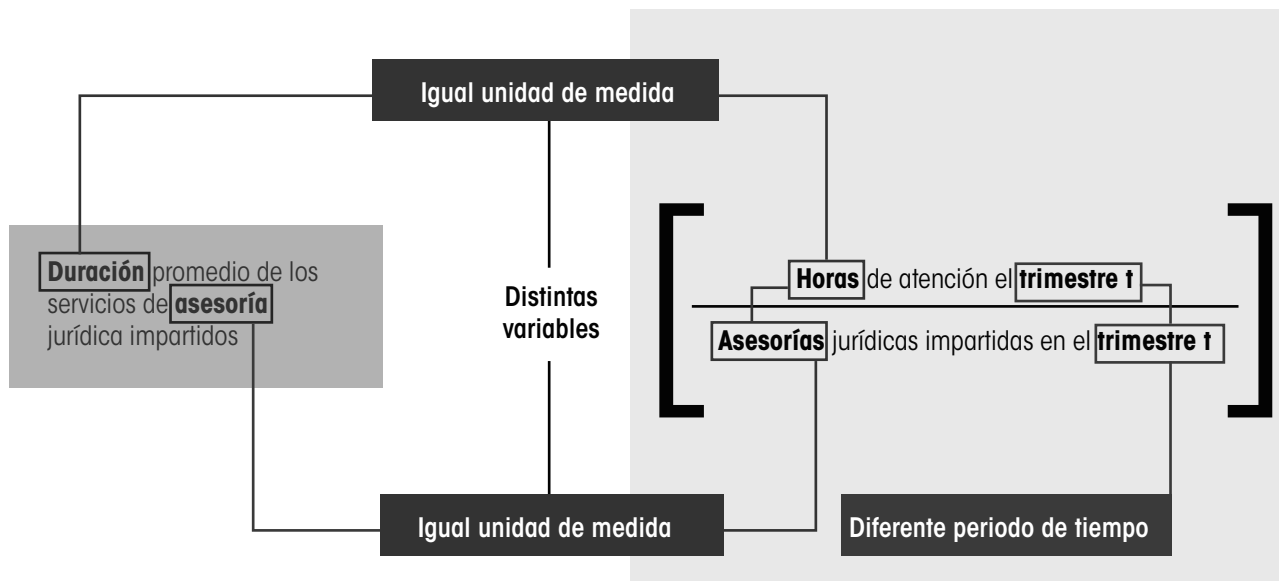 Igual unidad de medida
Duración promedio de los
servicios de asesoría
jurídica impartidos
Distintas
variables
Horas de atención el trimestre t
Asesorías jurídicas impartidas en el trimestre t
Igual unidad de medida
Diferente periodo de tiempo